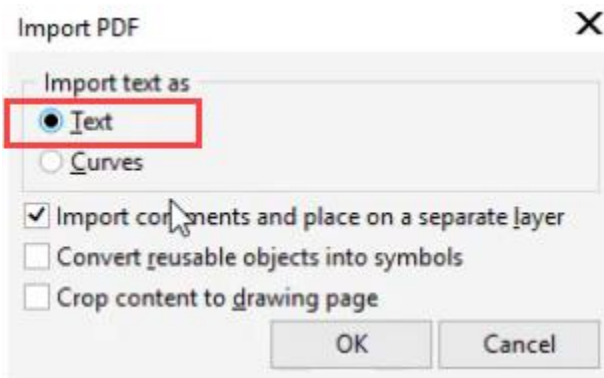 Import PDF
Import text as
Text
Curves
Import comments and place on a separate layer
Convert reusable objects into symbols
Crop content to drawing page
OK Cancel